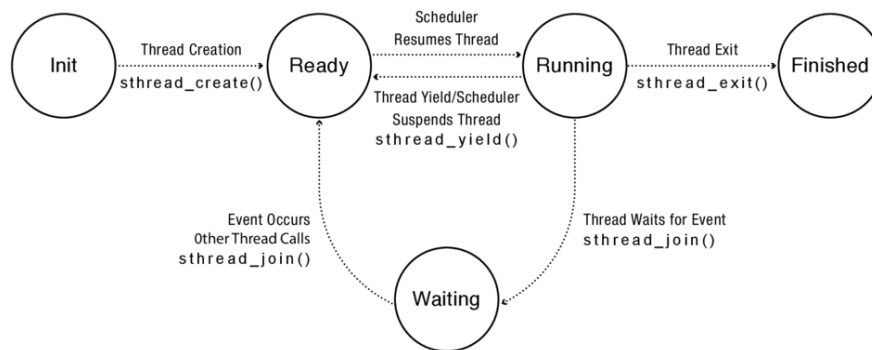 Init
Thread Creation
sthread_create()
Ready
Scheduler
Resumes Thread
Thread Yield/Scheduler
Suspends Thread
sthread_yield()
Running
Thread Exit
sthread_exit()
Finished
Event Occurs
Other Thread Calls
sthread_join()
Thread Waits for Event
sthread_join()
Waiting